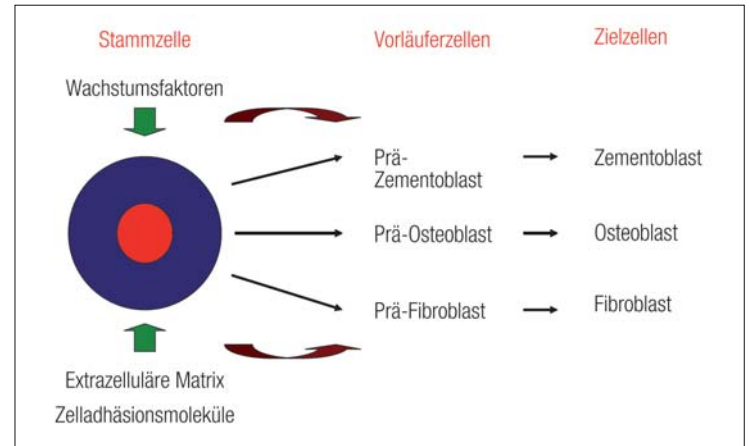 Stammzelle
Vorläuferzellen
Zielzellen
Wachstumsfaktoren
Prä-
Zementoblast
Zementoblast
Prä-Osteoblast
Osteoblast
Prä-Fibroblast
Fibroblast
Extrazelluläre Matrix
Zelladhäsionsmoleküle